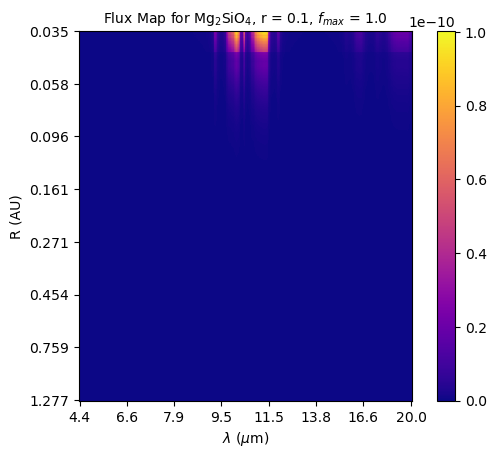 Flux Map for Mg₂SiO₄, r = 0.1, f_max = 1.0
1e−10
0.035
0.058
0.096
0.161
0.271
0.454
0.759
1.277
R (AU)
4.4 6.6 7.9 9.5 11.5 13.8 16.6 20.0
λ (μm)
1.0
0.8
0.6
0.4
0.2
0.0